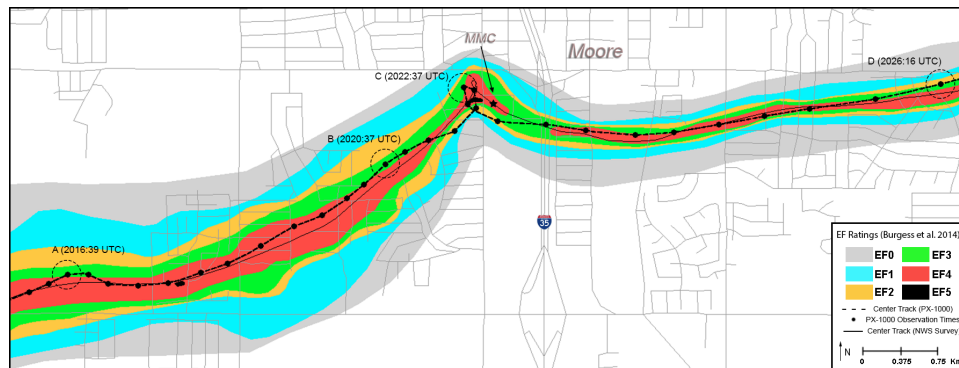 MMC
Moore
C (2022:37 UTC)
D (2026:16 UTC)
B (2020:37 UTC)
A (2016:39 UTC)
35
EF Ratings (Burgess et al. 2014)
EF0 EF3
EF1 EF4
EF2 EF5
Center Track (PX-1000)
PX-1000 Observation Times
Center Track (NWS Survey)
N
0 0.375 0.75 Km